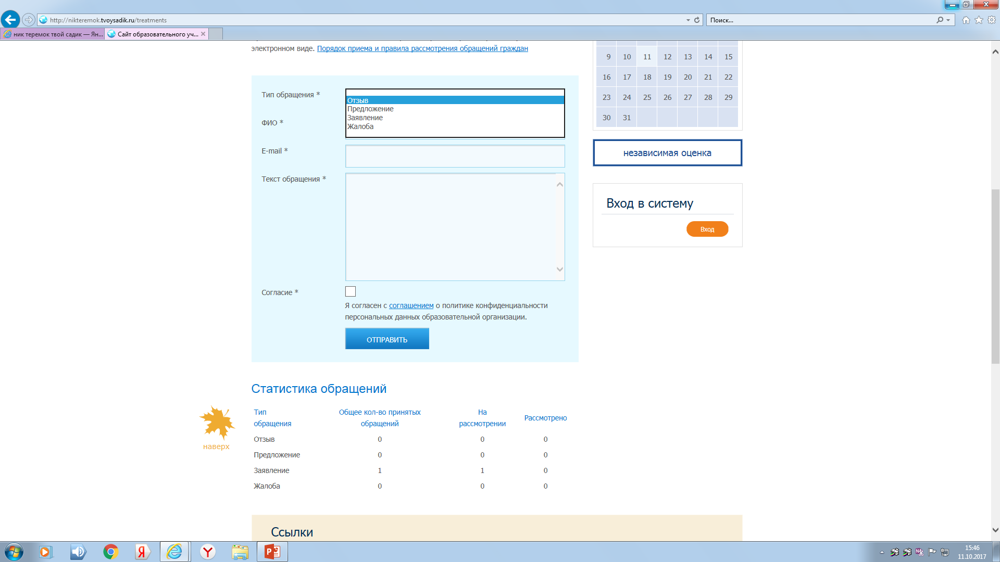 http://nikteremok.tvoysadik.ru/treatments
Поиск...
ник теремок твой садик — Ян...
Сайт образовательного уч...
электронном виде. Порядок приема и правила рассмотрения обращений граждан
9 10 11 12 13 14 15
16 17 18 19 20 21 22
23 24 25 26 27 28 29
30 31
Тип обращения *
Отзыв
Предложение
Заявление
Жалоба
ФИО *
E-mail *
Текст обращения *
Согласие *
Я согласен с соглашением о политике конфиденциальности
персональных данных образовательной организации.
ОТПРАВИТЬ
независимая оценка
Вход в систему
Вход
Статистика обращений
Тип обращения Общее кол-во принятых обращений На рассмотрении Рассмотрено
Отзыв 0 0 0
Предложение 0 0 0
Заявление 1 1 0
Жалоба 0 0 0
наверх
Ссылки
15:46
11.10.2017